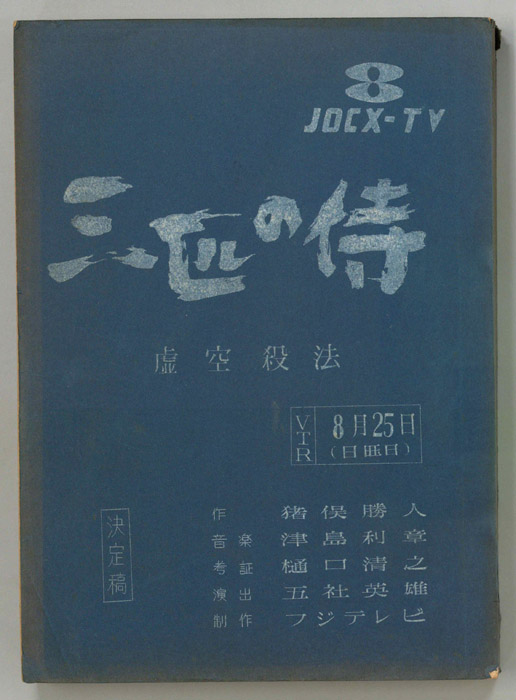 8
JOCX-TV
三匹の侍
虚空殺法
VTR
8月25日
(日曜日)
決定稿
作 猪俣勝人
音楽 津島利章
考証 樋口清之
演出 五社英雄
制作 フジテレビ